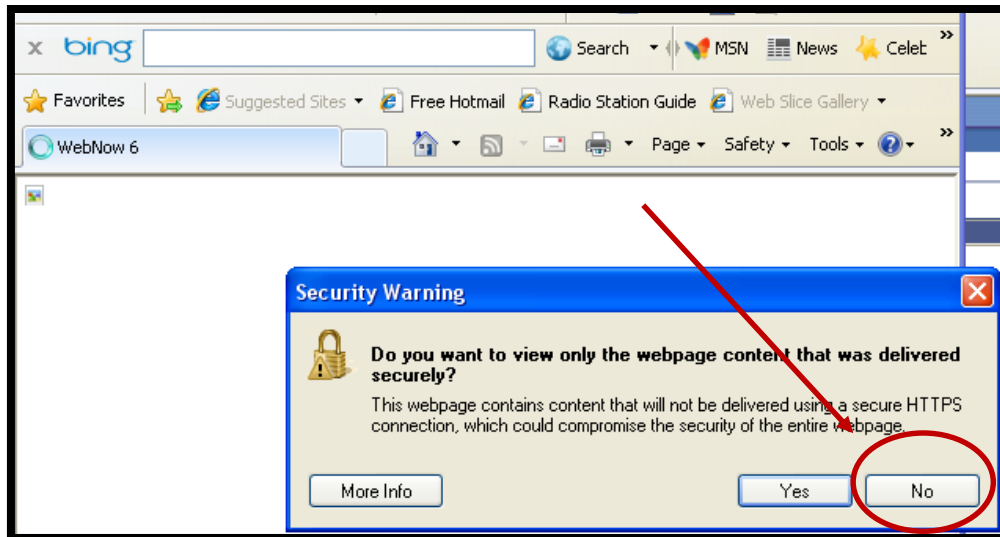 x bing Search MSN News Celeb »
Favorites Suggested Sites Free Hotmail Radio Station Guide Web Slice Gallery
WebNow 6 Page Safety Tools ? »
Security Warning
Do you want to view only the webpage content that was delivered
securely?
This webpage contains content that will not be delivered using a secure HTTPS
connection, which could compromise the security of the entire webpage.
More Info Yes No